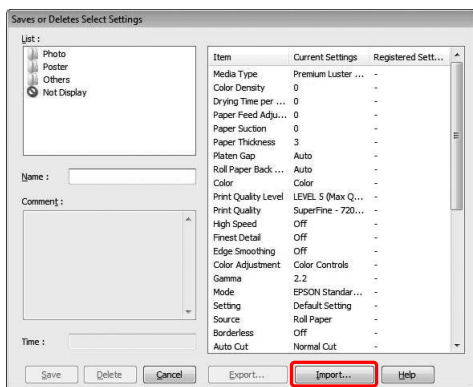 Saves or Deletes Select Settings
List :
Photo
Poster
Others
Not Display
Name :
Comment :
Time :
Item Current Settings Registered Sett...
Media Type Premium Luster ... -
Color Density 0 -
Drying Time per ... 0 -
Paper Feed Adju... 0 -
Paper Suction 0 -
Paper Thickness 3 -
Platen Gap Auto -
Roll Paper Back ... Auto -
Color Color -
Print Quality Level LEVEL 5 (Max Q... -
Print Quality SuperFine - 720... -
High Speed Off -
Finest Detail Off -
Edge Smoothing Off -
Color Adjustment Color Controls -
Gamma 2.2 -
Mode EPSON Standar... -
Setting Default Setting -
Source Roll Paper -
Borderless Off -
Auto Cut Normal Cut -
Save Delete Cancel Export... Import... Help